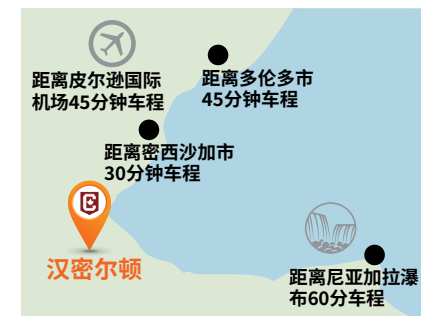 距离皮尔逊国际
机场45分钟车程
距离多伦多市
45分钟车程
距离密西沙加市
30分钟车程
汉密尔顿
距离尼亚加拉瀑
布60分车程